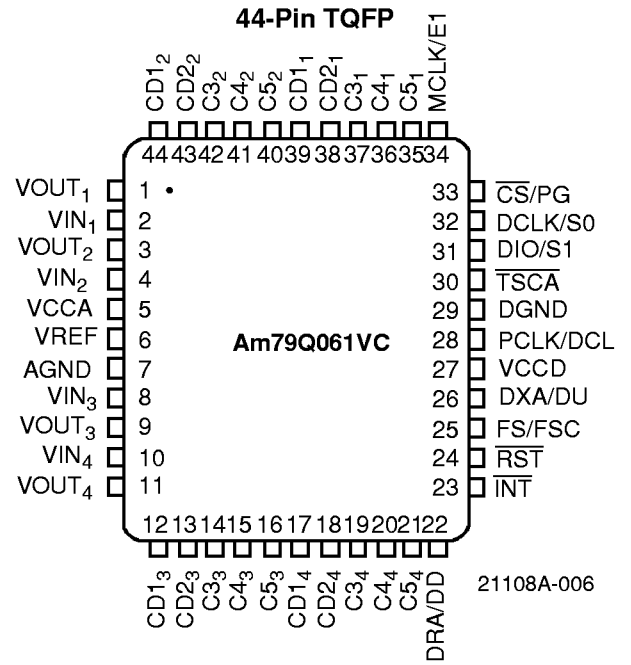 44-Pin TQFP
CD1₂
CD2₂
C3₂
C4₂
C5₂
CD1₁
CD2₁
C3₁
C4₁
C5₁
MCLK/E1
44 43 42 41 40 39 38 37 36 35 34
VOUT₁ 1
VIN₁ 2
VOUT₂ 3
VIN₂ 4
VCCA 5
VREF 6
AGND 7
VIN₃ 8
VOUT₃ 9
VIN₄ 10
VOUT₄ 11
Am79Q061VC
33 C̅S̅/PG
32 DCLK/S0
31 DIO/S1
30 T̅S̅C̅A̅
29 DGND
28 PCLK/DCL
27 VCCD
26 DXA/DU
25 FS/FSC
24 R̅S̅T̅
23 I̅N̅T̅
12 13 14 15 16 17 18 19 20 21 22
CD1₃
CD2₃
C3₃
C4₃
C5₃
CD1₄
CD2₄
C3₄
C4₄
C5₄
DRA/DD
21108A-006